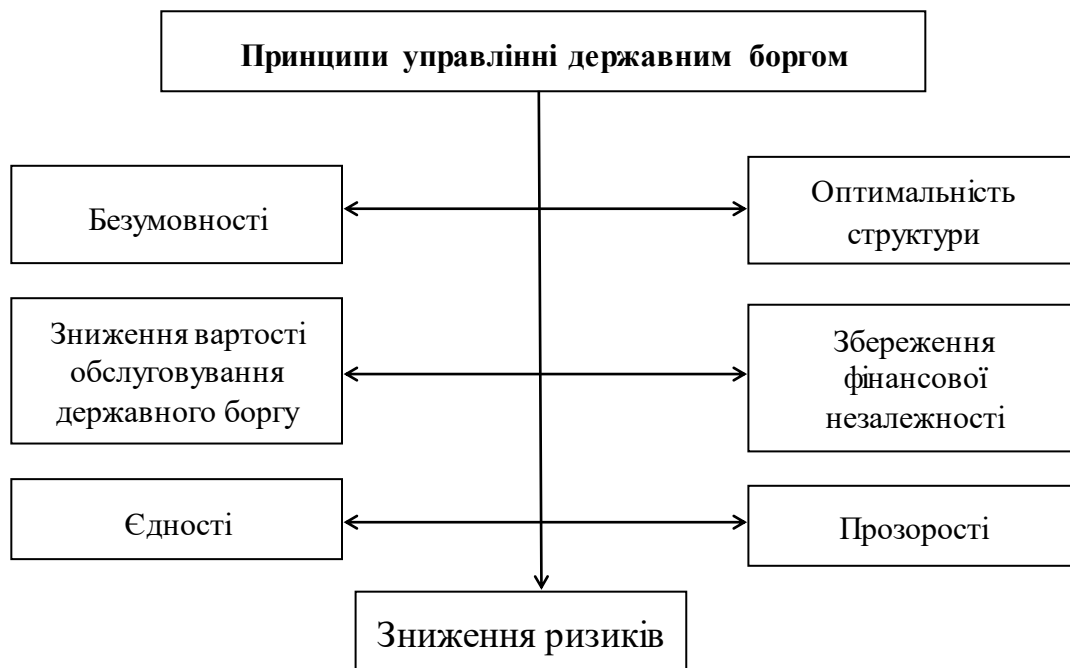 Принципи управлінні державним боргом
Безумовності
Оптимальність
структури
Зниження вартості
обслуговування
державного боргу
Збереження
фінансової
незалежності
Єдності
Прозорості
Зниження ризиків